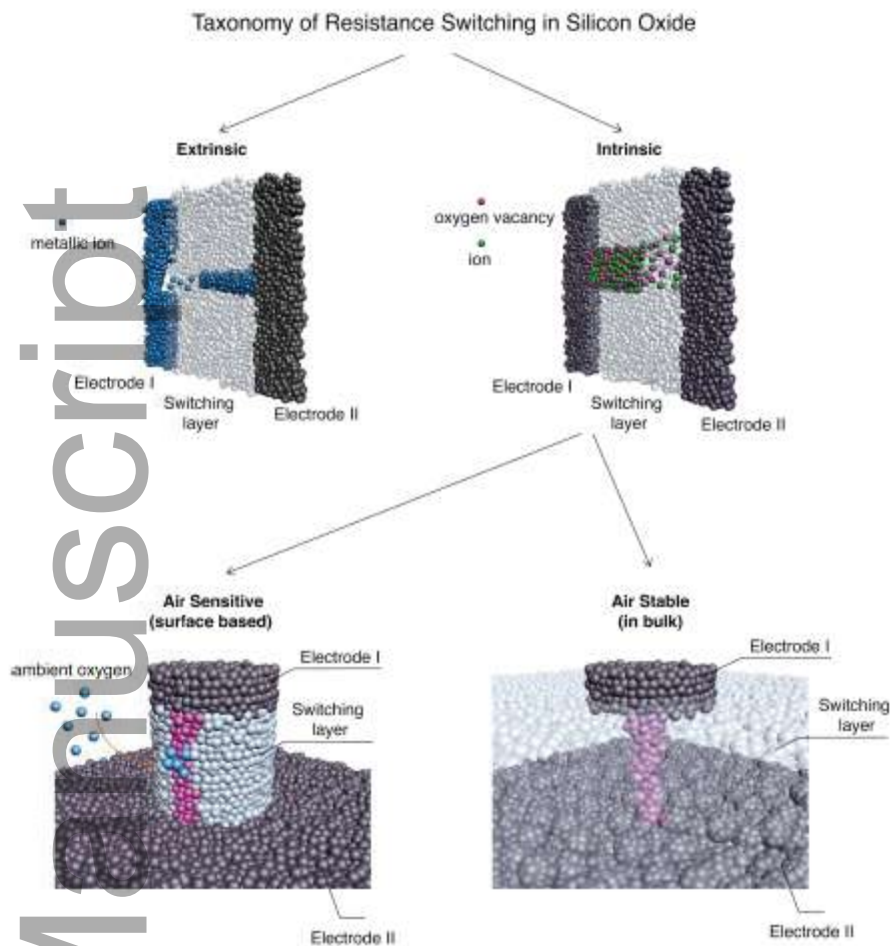 Taxonomy of Resistance Switching in Silicon Oxide
Extrinsic
metallic ion
Electrode I
Switching
layer
Electrode II
Intrinsic
oxygen vacancy
ion
Electrode I
Switching
layer
Electrode II
Air Sensitive
(surface based)
ambient oxygen
Electrode I
Switching
layer
Electrode II
Air Stable
(in bulk)
Electrode I
Switching
layer
Electrode II
Manuscript